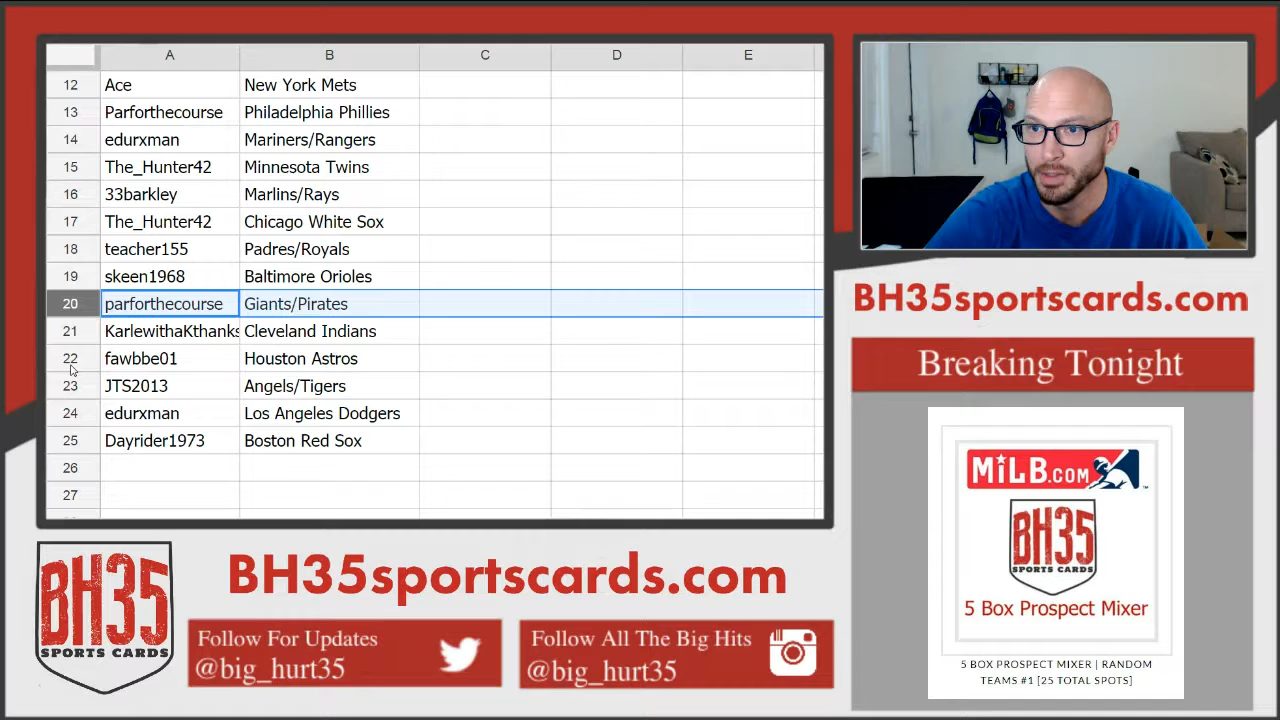 A B C D E
12 Ace New York Mets
13 Parforthecourse Philadelphia Phillies
14 edurxman Mariners/Rangers
15 The_Hunter42 Minnesota Twins
16 33barkley Marlins/Rays
17 The_Hunter42 Chicago White Sox
18 teacher155 Padres/Royals
19 skeen1968 Baltimore Orioles
20 parforthecourse Giants/Pirates
21 KarlewithaKthanks Cleveland Indians
22 fawbbe01 Houston Astros
23 JTS2013 Angels/Tigers
24 edurxman Los Angeles Dodgers
25 Dayrider1973 Boston Red Sox
26
27
BH35sportscards.com
Breaking Tonight
MiLB.COM
BH35
SPORTS CARDS
5 Box Prospect Mixer
5 BOX PROSPECT MIXER | RANDOM
TEAMS #1 [25 TOTAL SPOTS]
BH35
SPORTS CARDS
BH35sportscards.com
Follow For Updates
@big_hurt35
Follow All The Big Hits
@big_hurt35